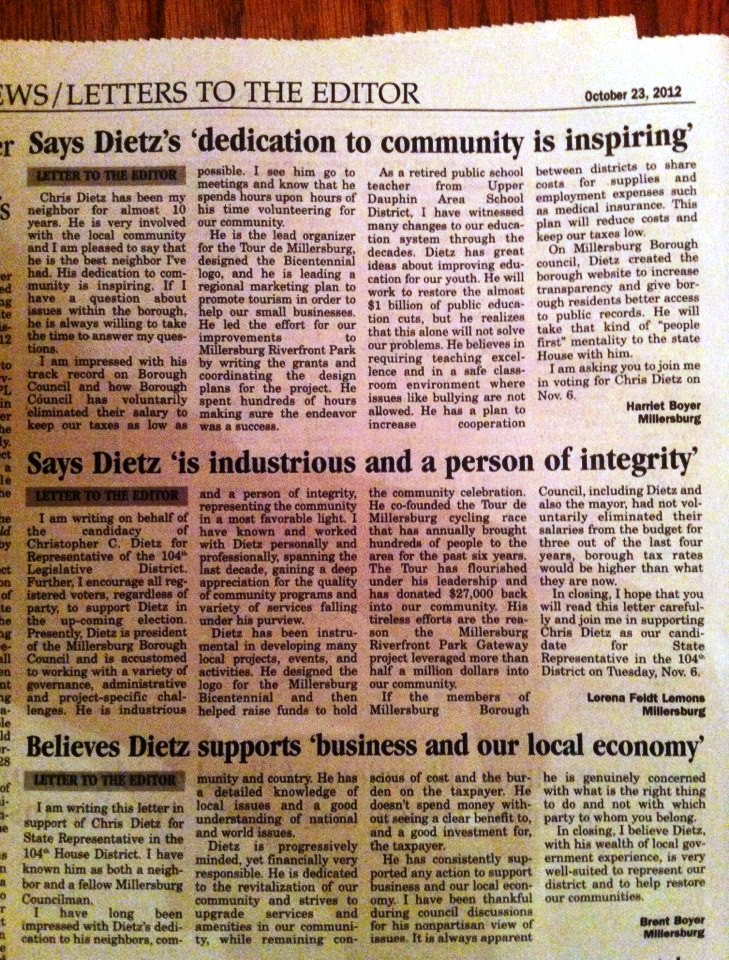 EWS/LETTERS TO THE EDITOR
October 23, 2012
Says Dietz's 'dedication to community is inspiring'
LETTER TO THE EDITOR
Chris Dietz has been my
neighbor for almost 10
years. He is very involved
with the local community
and I am pleased to say that
he is the best neighbor I've
had. His dedication to com-
munity is inspiring. If I
have a question about
issues within the borough,
he is always willing to take
the time to answer my ques-
tions.
I am impressed with his
track record on Borough
Council and how Borough
Council has voluntarily
eliminated their salary to
keep our taxes as low as
possible. I see him go to
meetings and know that he
spends hours upon hours of
his time volunteering for
our community.
He is the lead organizer
for the Tour de Millersburg,
designed the Bicentennial
logo, and he is leading a
regional marketing plan to
promote tourism in order to
help our small businesses.
He led the effort for our
improvements to
Millersburg Riverfront Park
by writing the grants and
coordinating the design
plans for the project. He
spent hundreds of hours
making sure the endeavor
was a success.
As a retired public school
teacher from Upper
Dauphin Area School
District, I have witnessed
many changes to our educa-
tion system through the
decades. Dietz has great
ideas about improving edu-
cation for our youth. He will
work to restore the almost
$1 billion of public educa-
tion cuts, but he realizes
that this alone will not solve
our problems. He believes in
requiring teaching excel-
lence and in a safe class-
room environment where
issues like bullying are not
allowed. He has a plan to
increase cooperation
between districts to share
costs for supplies and
employment expenses such
as medical insurance. This
plan will reduce costs and
keep our taxes low.
On Millersburg Borough
council, Dietz created the
borough website to increase
transparency and give bor-
ough residents better access
to public records. He will
take that kind of "people
first" mentality to the state
House with him.
I am asking you to join me
in voting for Chris Dietz on
Nov. 6.
Harriet Boyer
Millersburg
Says Dietz 'is industrious and a person of integrity'
LETTER TO THE EDITOR
I am writing on behalf of
the candidacy of
Christopher C. Dietz for
Representative of the 104th
Legislative District.
Further, I encourage all reg-
istered voters, regardless of
party, to support Dietz in
the up-coming election.
Presently, Dietz is president
of the Millersburg Borough
Council and is accustomed
to working with a variety of
governance, administrative
and project-specific chal-
lenges. He is industrious
and a person of integrity,
representing the community
in a most favorable light. I
have known and worked
with Dietz personally and
professionally, spanning the
last decade, gaining a deep
appreciation for the quality
of community programs and
variety of services falling
under his purview.
Dietz has been instru-
mental in developing many
local projects, events, and
activities. He designed the
logo for the Millersburg
Bicentennial and then
helped raise funds to hold
the community celebration.
He co-founded the Tour de
Millersburg cycling race
that has annually brought
hundreds of people to the
area for the past six years.
The Tour has flourished
under his leadership and
has donated $27,000 back
into our community. His
tireless efforts are the rea-
son the Millersburg
Riverfront Park Gateway
project leveraged more than
half a million dollars into
our community.
If the members of
Millersburg Borough
Council, including Dietz and
also the mayor, had not vol-
untarily eliminated their
salaries from the budget for
three out of the last four
years, borough tax rates
would be higher than what
they are now.
In closing, I hope that you
will read this letter careful-
ly and join me in supporting
Chris Dietz as our candi-
date for State
Representative in the 104th
District on Tuesday, Nov. 6.
Lorena Feldt Lemons
Millersburg
Believes Dietz supports 'business and our local economy'
LETTER TO THE EDITOR
I am writing this letter in
support of Chris Dietz for
State Representative in the
104th House District. I have
known him as both a neigh-
bor and a fellow Millersburg
Councilman.
I have long been
impressed with Dietz's dedi-
cation to his neighbors, com-
munity and country. He has
a detailed knowledge of
local issues and a good
understanding of national
and world issues.
Dietz is progressively
minded, yet financially very
responsible. He is dedicated
to the revitalization of our
community and strives to
upgrade services and
amenities in our communi-
ty, while remaining con-
scious of cost and the bur-
den on the taxpayer. He
doesn't spend money with-
out seeing a clear benefit to,
and a good investment for,
the taxpayer.
He has consistently sup-
ported any action to support
business and our local econ-
omy. I have been thankful
during council discussions
for his nonpartisan view of
issues. It is always apparent
he is genuinely concerned
with what is the right thing
to do and not with which
party to whom you belong.
In closing, I believe Dietz,
with his wealth of local gov-
ernment experience, is very
well-suited to represent our
district and to help restore
our communities.
Brent Boyer
Millersburg